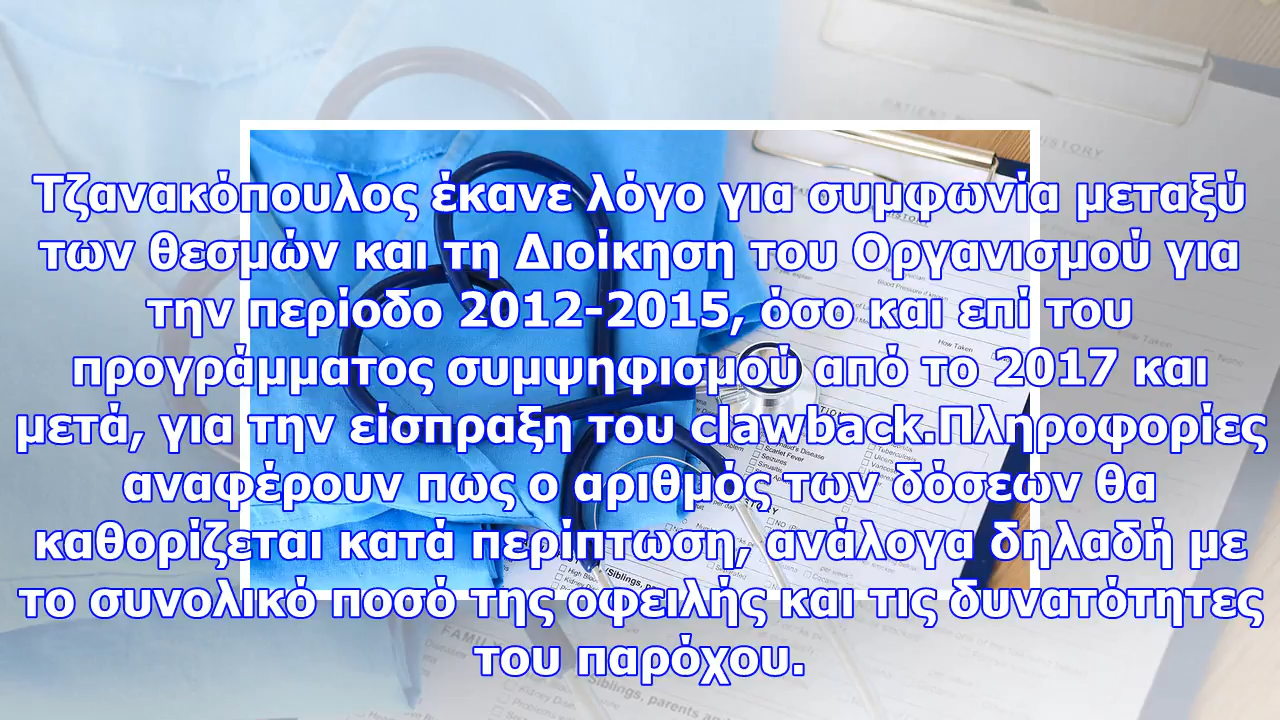 Τζανακόπουλος έκανε λόγο για συμφωνία μεταξύ
των θεσμών και τη Διοίκηση του Οργανισμού για
την περίοδο 2012-2015, όσο και επί του
προγράμματος συμψηφισμού από το 2017 και
μετά, για την είσπραξη του clawback.Πληροφορίες
αναφέρουν πως ο αριθμός των δόσεων θα
καθορίζεται κατά περίπτωση, ανάλογα δηλαδή με
το συνολικό ποσό της οφειλής και τις δυνατότητες
του παρόχου.